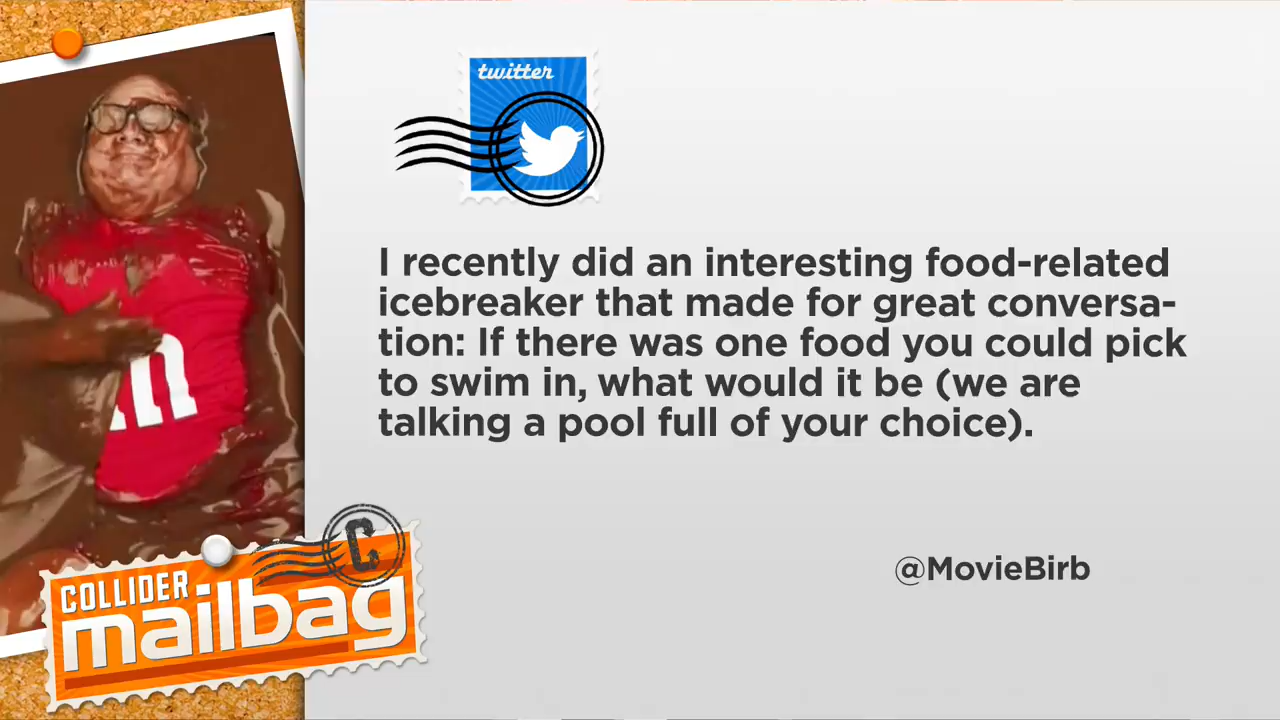 twitter
I recently did an interesting food-related
icebreaker that made for great conversa-
tion: If there was one food you could pick
to swim in, what would it be (we are
talking a pool full of your choice).
@MovieBirb
m
C
COLLIDER
mailbag